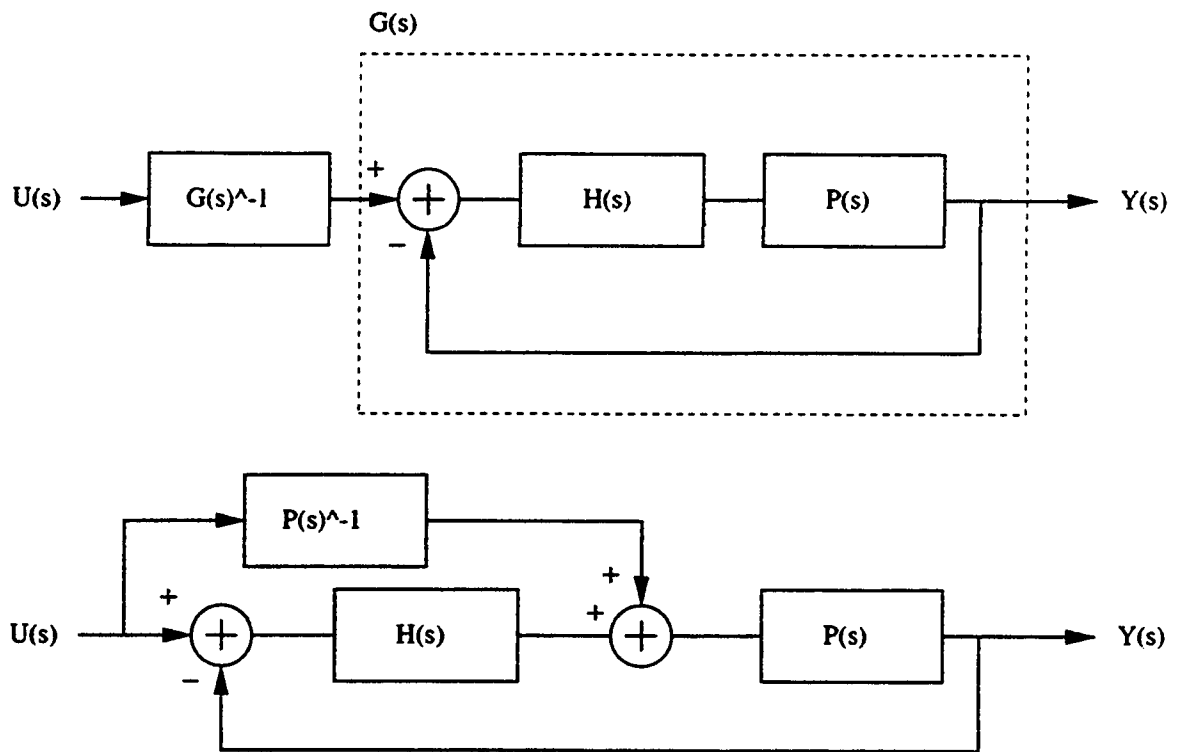 G(s)
U(s)
G(s)^-1
+
+
−
H(s)
P(s)
Y(s)
P(s)^-1
+
+
+
U(s)
+
−
H(s)
+
P(s)
Y(s)